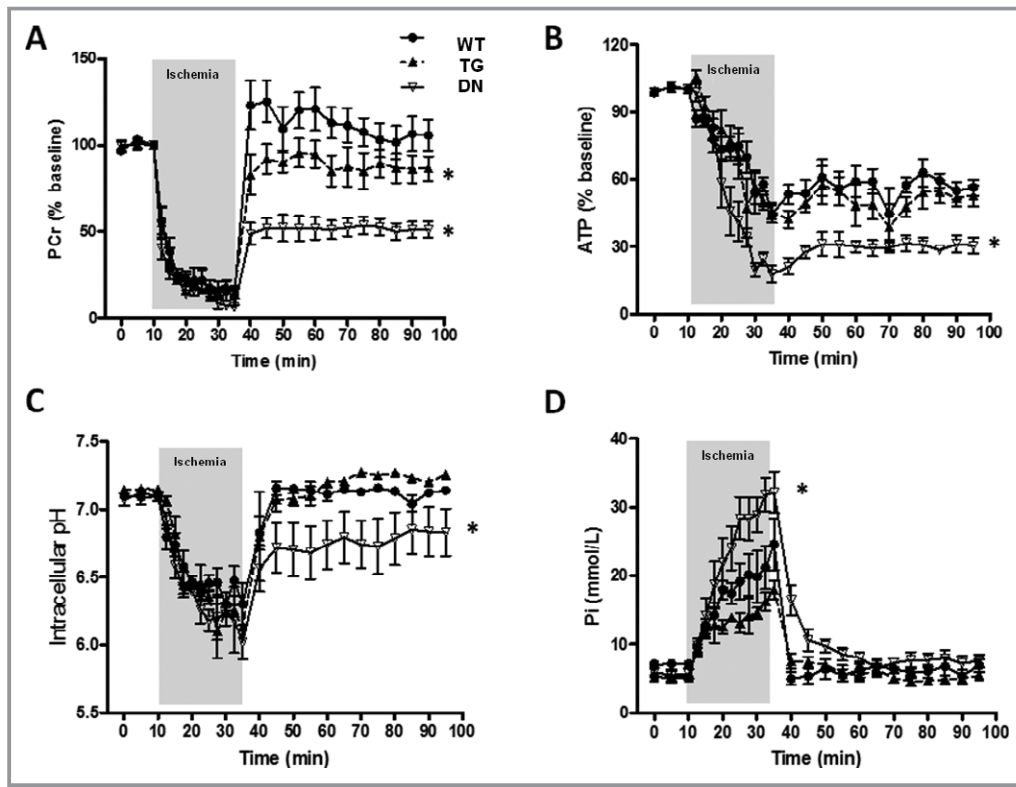 A
B
WT
TG
DN
PCr (% baseline)
150
100
50
0
Ischemia
0 10 20 30 40 50 60 70 80 90 100
Time (min)
ATP (% baseline]
120
90
60
30
0
Ischemia
*
*
*
0 10 20 30 40 50 60 70 80 90 100
Time (min)
C
D
Intracellular pH
7.5
7.0
6.5
6.0
5.5
Ischemia
*
0 10 20 30 40 50 60 70 80 90 100
Time (min)
Pi (mmol/L)
40
30
20
10
0
Ischemia
*
0 10 20 30 40 50 60 70 80 90 100
Time (min)